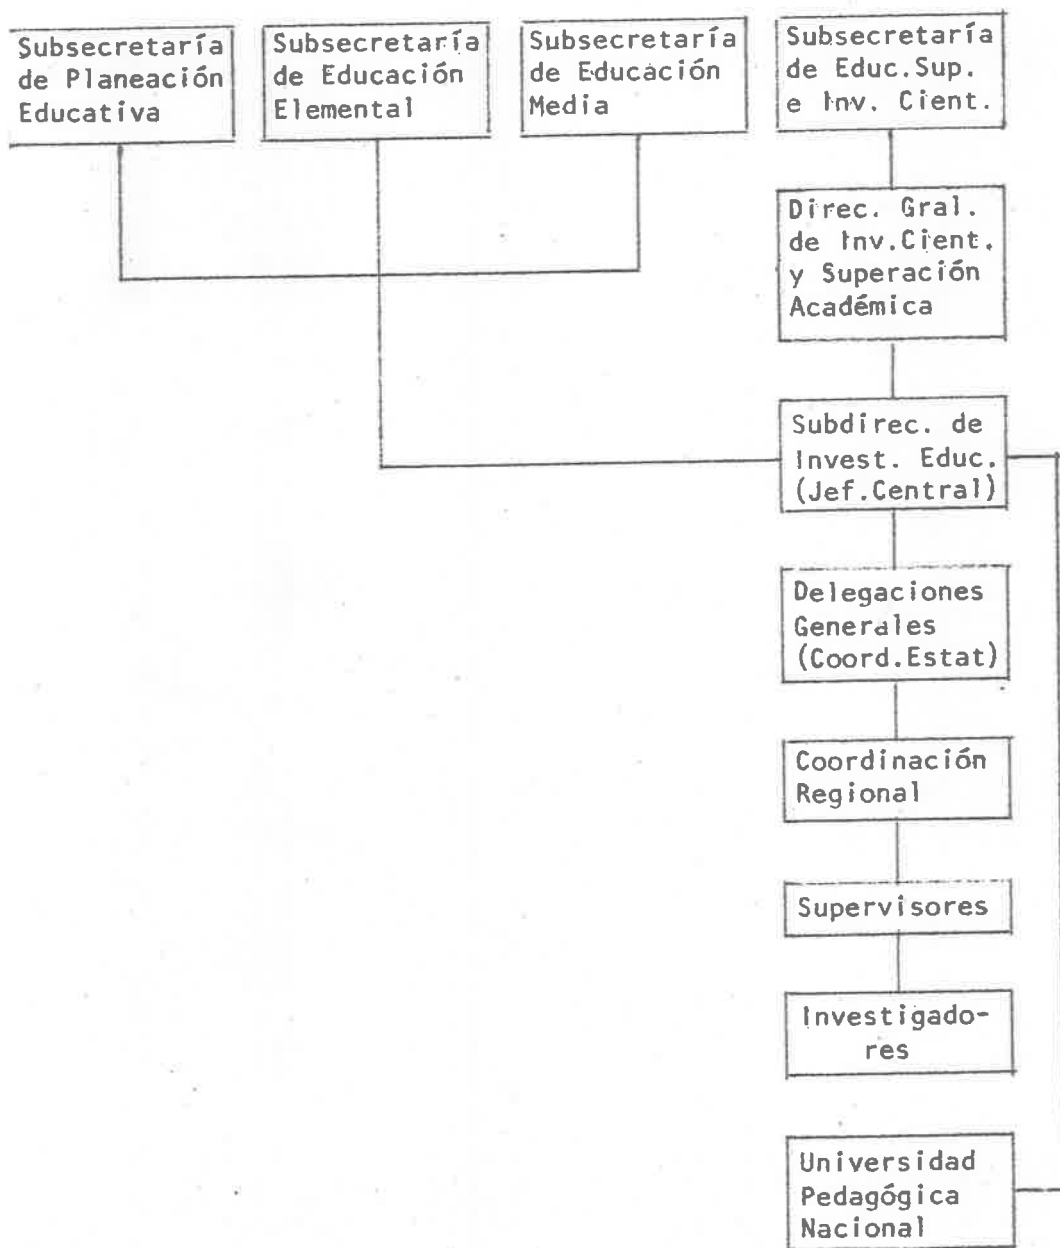 Subsecretaría
de Planeación
Educativa
Subsecretaría
de Educación
Elemental
Subsecretaría
de Educación
Media
Subsecretaría
de Educ.Sup.
e Inv. Cient.
Direc. Gral.
de Inv.Cient.
y Superación
Académica
Subdirec. de
Invest. Educ.
(Jef.Central)
Delegaciones
Generales
(Coord.Estat)
Coordinación
Regional
Supervisores
Investigado-
res
Universidad
Pedagógica
Nacional